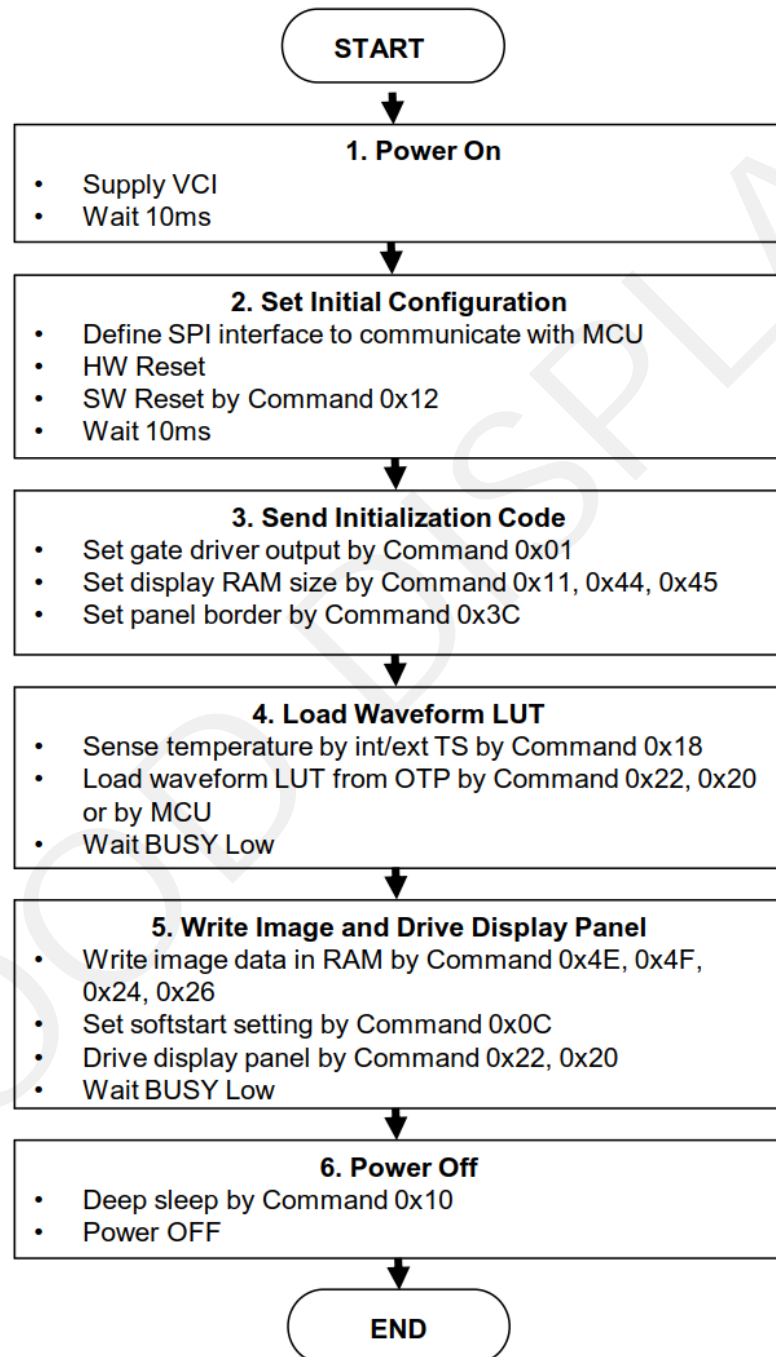 START
1. Power On
• Supply VCI
• Wait 10ms
2. Set Initial Configuration
• Define SPI interface to communicate with MCU
• HW Reset
• SW Reset by Command 0x12
• Wait 10ms
3. Send Initialization Code
• Set gate driver output by Command 0x01
• Set display RAM size by Command 0x11, 0x44, 0x45
• Set panel border by Command 0x3C
4. Load Waveform LUT
• Sense temperature by int/ext TS by Command 0x18
• Load waveform LUT from OTP by Command 0x22, 0x20
or by MCU
• Wait BUSY Low
5. Write Image and Drive Display Panel
• Write image data in RAM by Command 0x4E, 0x4F,
0x24, 0x26
• Set softstart setting by Command 0x0C
• Drive display panel by Command 0x22, 0x20
• Wait BUSY Low
6. Power Off
• Deep sleep by Command 0x10
• Power OFF
END